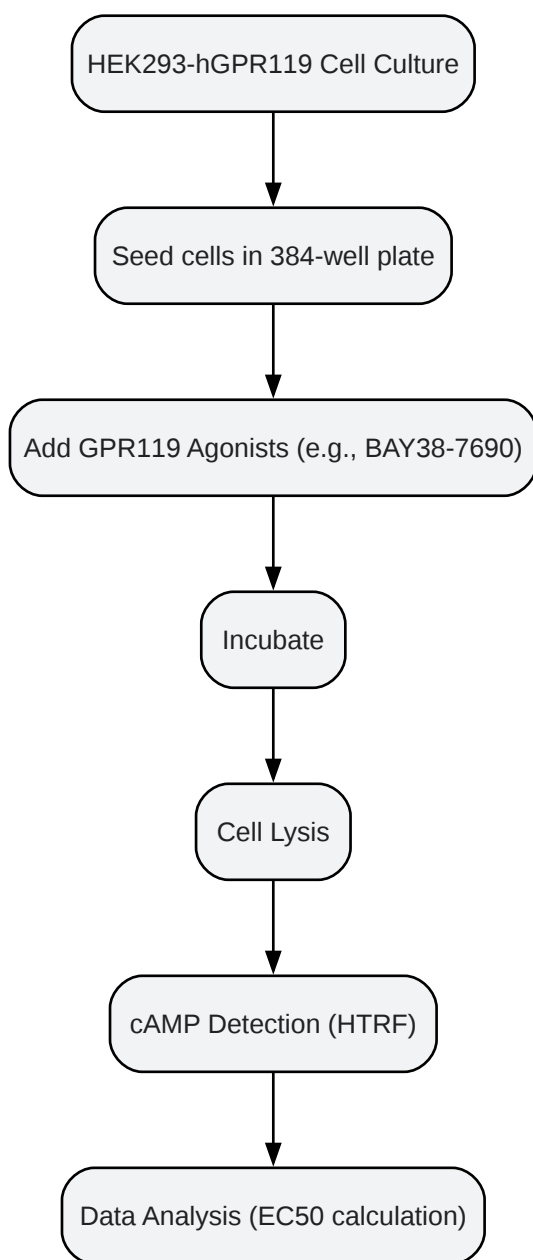 HEK293-hGPR119 Cell Culture
Seed cells in 384-well plate
Add GPR119 Agonists (e.g., BAY38-7690)
Incubate
Cell Lysis
cAMP Detection (HTRF)
Data Analysis (EC50 calculation)